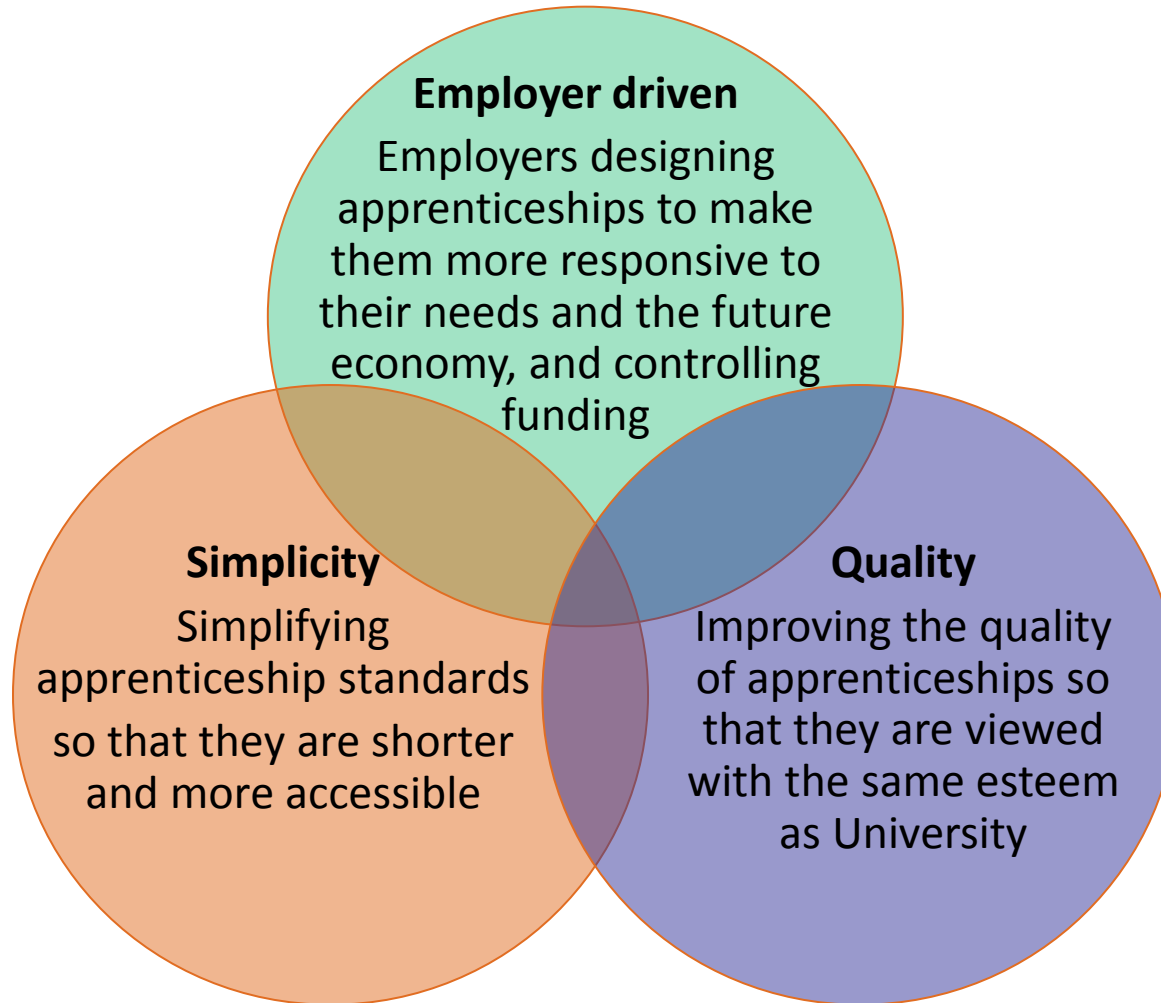 Employer driven
Employers designing
apprenticeships to make
them more responsive to
their needs and the future
economy, and controlling
funding
Simplicity
Simplifying
apprenticeship standards
so that they are shorter
and more accessible
Quality
Improving the quality
of apprenticeships so
that they are viewed
with the same esteem
as University